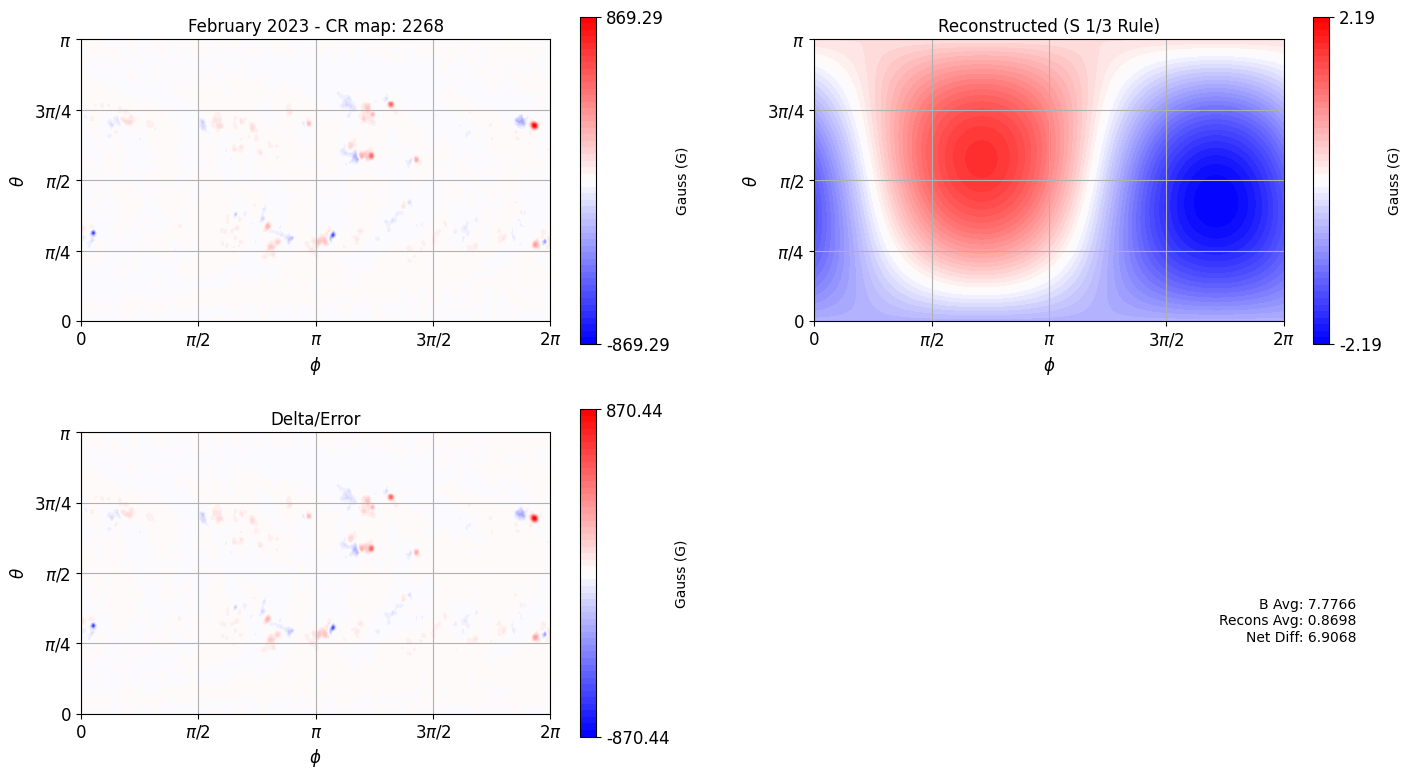 February 2023 - CR map: 2268
π
3π/4
π/2
π/4
0
θ
0
π/2
π
3π/2
2π
ϕ
869.29
-869.29
Gauss (G)
Reconstructed (S 1/3 Rule)
π
3π/4
π/2
π/4
0
θ
0
π/2
π
3π/2
2π
ϕ
2.19
-2.19
Gauss (G)
Delta/Error
π
3π/4
π/2
π/4
0
θ
0
π/2
π
3π/2
2π
ϕ
870.44
-870.44
Gauss (G)
B Avg: 7.7766
Recons Avg: 0.8698
Net Diff: 6.9068